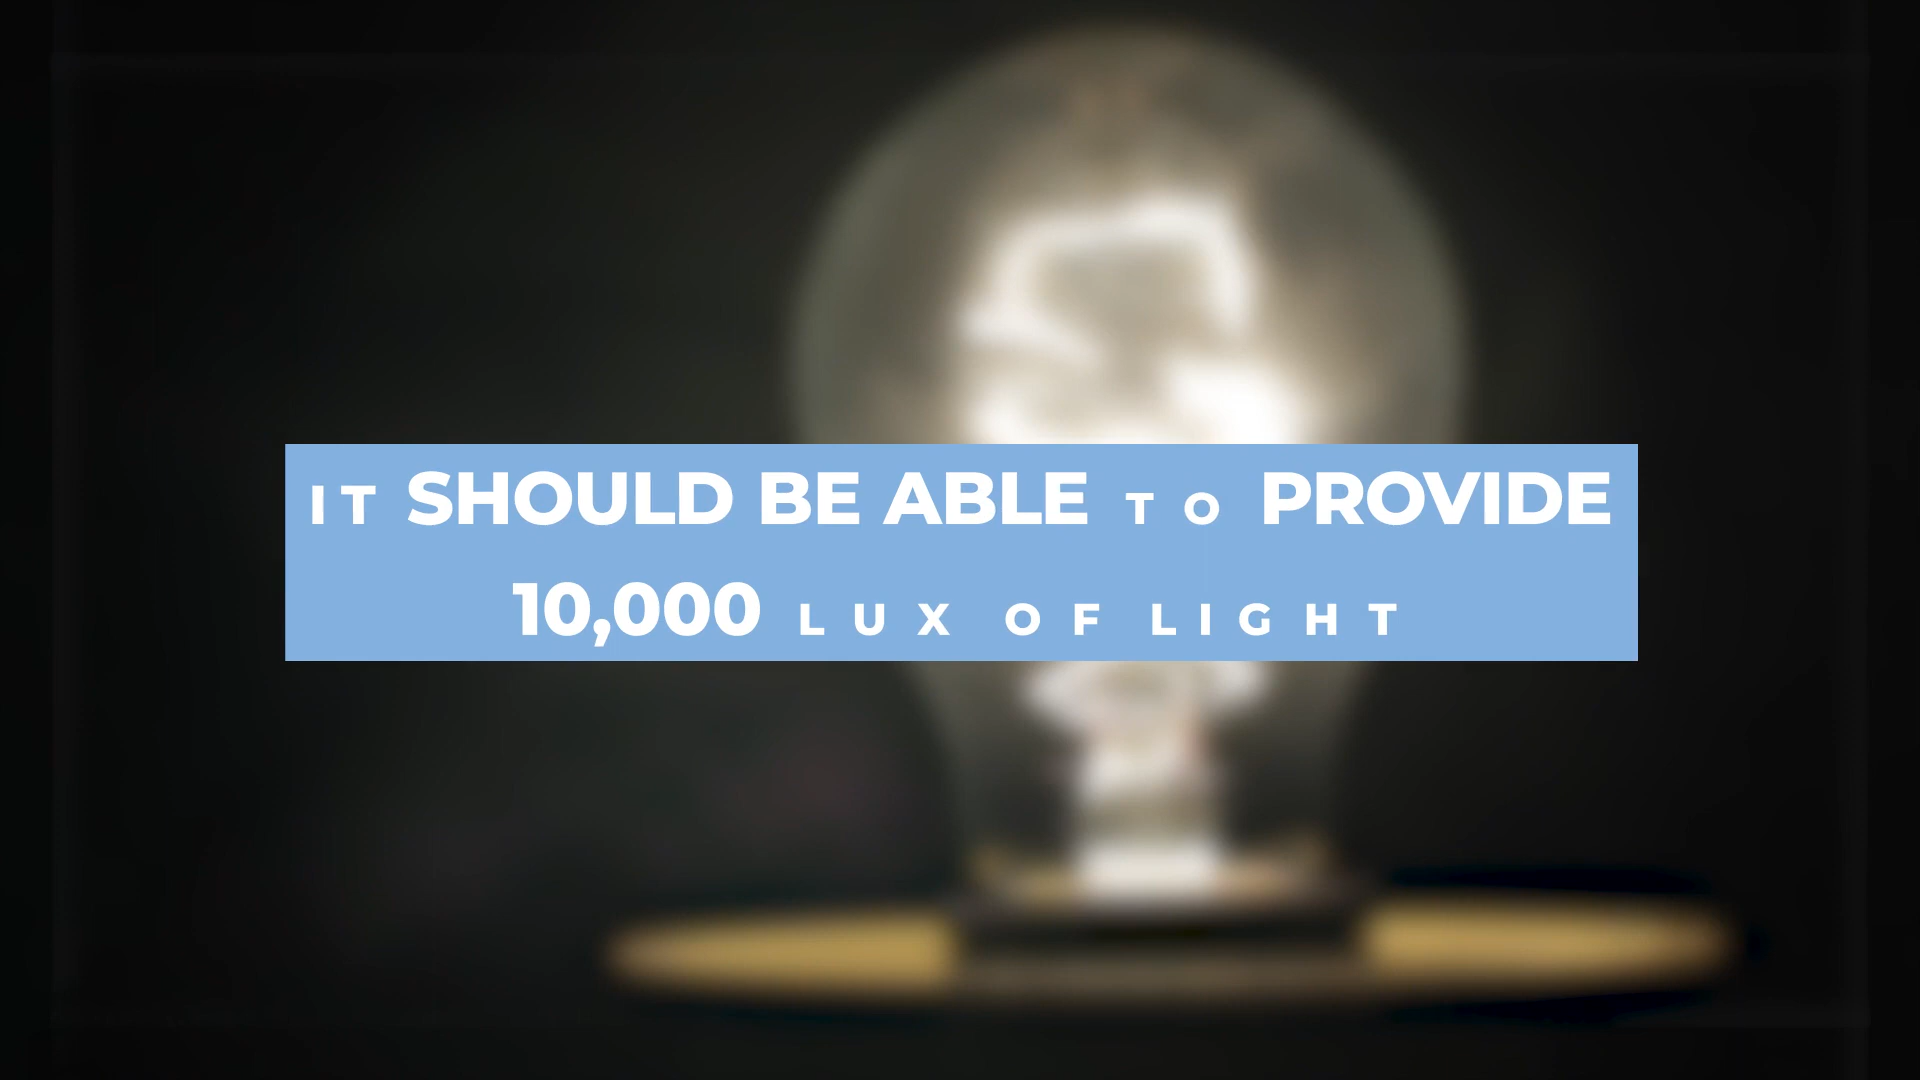 IT SHOULD BE ABLE TO PROVIDE
10,000 LUX OF LIGHT